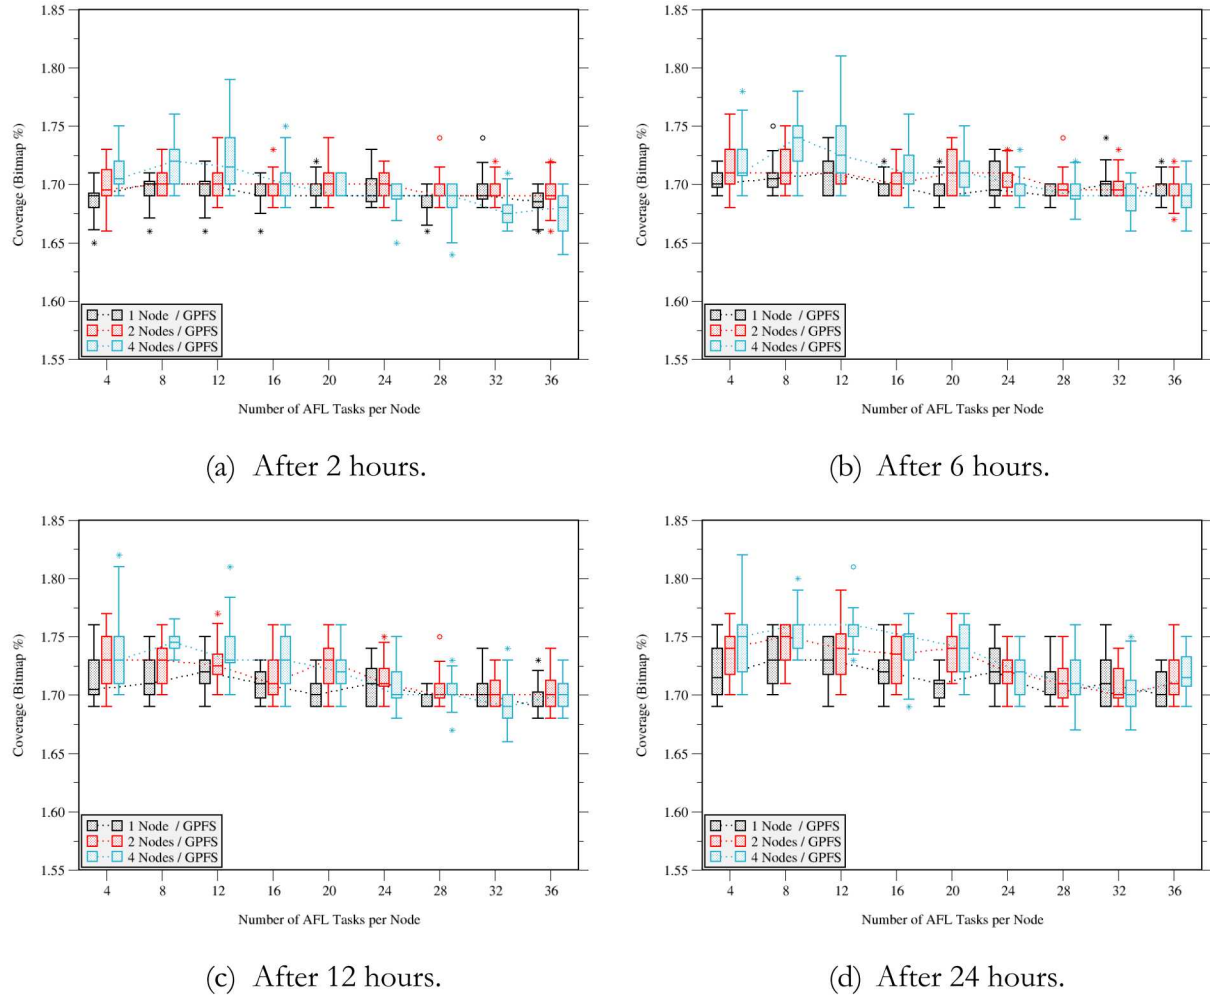 1.85
1.80
1.75
1.70
1.65
1.60
1.55
Coverage (Bitmap %)
1 Node / GPFS
2 Nodes / GPFS
4 Nodes / GPFS
4 8 12 16 20 24 28 32 36
Number of AFL Tasks per Node
(a) After 2 hours.
1.85
1.80
1.75
1.70
1.65
1.60
1.55
Coverage (Bitmap %)
1 Node / GPFS
2 Nodes / GPFS
4 Nodes / GPFS
4 8 12 16 20 24 28 32 36
Number of AFL Tasks per Node
(b) After 6 hours.
1.85
1.80
1.75
1.70
1.65
1.60
1.55
Coverage (Bitmap %)
1 Node / GPFS
2 Nodes / GPFS
4 Nodes / GPFS
4 8 12 16 20 24 28 32 36
Number of AFL Tasks per Node
(c) After 12 hours.
1.85
1.80
1.75
1.70
1.65
1.60
1.55
Coverage (Bitmap %)
1 Node / GPFS
2 Nodes / GPFS
4 Nodes / GPFS
4 8 12 16 20 24 28 32 36
Number of AFL Tasks per Node
(d) After 24 hours.